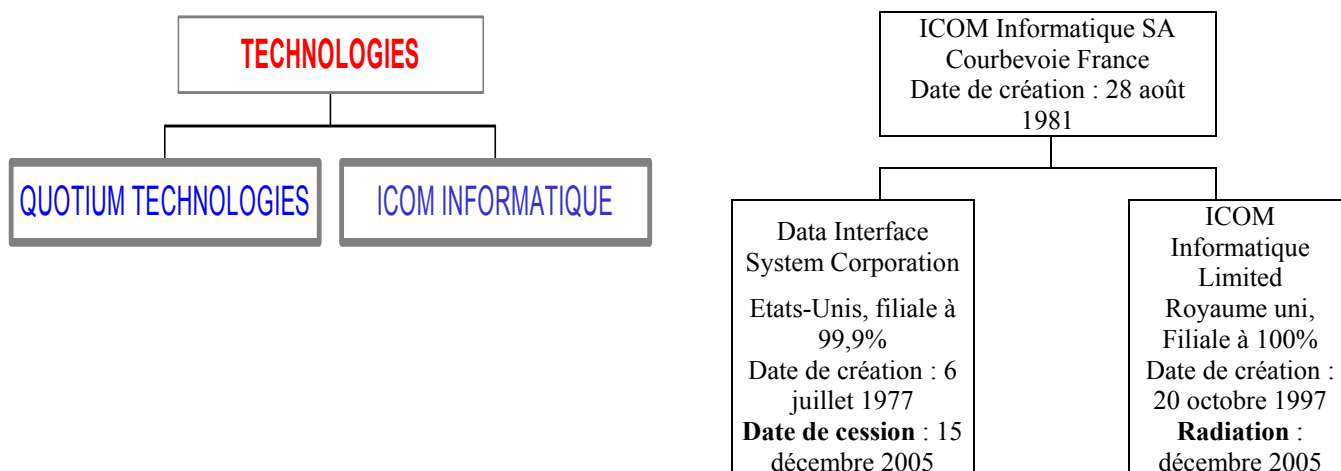 TECHNOLOGIES
QUOTIUM TECHNOLOGIES
ICOM INFORMATIQUE
ICOM Informatique SA
Courbevoie France
Date de création : 28 août
1981
Data Interface
System Corporation
Etats-Unis, filiale à
99,9%
Date de création : 6
juillet 1977
Date de cession : 15
décembre 2005
ICOM
Informatique
Limited
Royaume uni,
Filiale à 100%
Date de création :
20 octobre 1997
Radiation :
décembre 2005